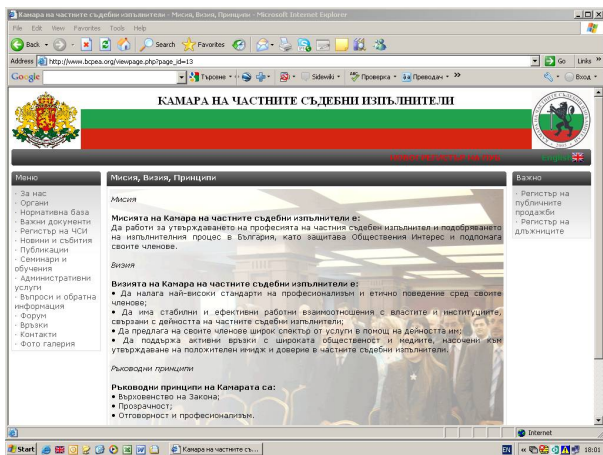 Камара на частните съдебни изпълнители - Мисия, Визия, Принципи - Microsoft Internet Explorer
File Edit View Favorites Tools Help
Back Search Favorites
Address http://www.bcpea.org/viewpage.php?page_id=13 Go Links »
Google Търсене Sidewiki Проверка Преводач » Вход
КАМАРА НА ЧАСТНИТЕ СЪДЕБНИ ИЗПЪЛНИТЕЛИ
English
Меню
· За нас
· Органи
· Нормативна база
· Важни документи
· Регистър на ЧСИ
· Новини и събития
· Публикации
· Семинари и
обучения
· Административни
услуги
· Въпроси и обратна
информация
· Форум
· Връзки
· Контакти
· Фото галерия
Мисия, Визия, Принципи
Мисия
Мисията на Камара на частните съдебни изпълнители е:
Да работи за утвърждаването на професията на частния съдебен изпълнител и подобряването
на изпълнителния процес в България, като защитава Обществения Интерес и подпомага
своите членове.
Визия
Визията на Камара на частните съдебни изпълнители е:
• Да налага най-високи стандарти на професионализъм и етично поведение сред своите
членове;
• Да има стабилни и ефективни работни взаимоотношения с властите и институциите,
свързани с дейността на частните съдебни изпълнители;
• Да предлага на своите членове широк спектър от услуги в помощ на дейността им;
• Да поддържа активни връзки с широката общественост и медиите, насочени към
утвърждаване на положителен имидж и доверие в частните съдебни изпълнители.
Ръководни принципи
Ръководни принципи на Камарата са:
• Върховенство на Закона;
• Прозрачност;
• Отговорност и професионализъм.
Важно
· Регистър на
публичните
продажби
· Регистър на
длъжниците
Internet
Start Камара на частните съ... EN « 18:01